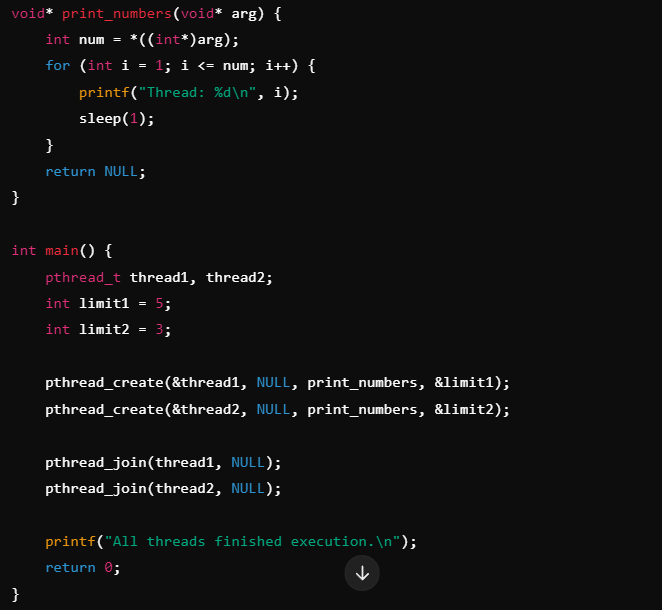 void* print_numbers(void* arg) {
    int num = *((int*)arg);
    for (int i = 1; i <= num; i++) {
        printf("Thread: %d\n", i);
        sleep(1);
    }
    return NULL;
}

int main() {
    pthread_t thread1, thread2;
    int limit1 = 5;
    int limit2 = 3;

    pthread_create(&thread1, NULL, print_numbers, &limit1);
    pthread_create(&thread2, NULL, print_numbers, &limit2);

    pthread_join(thread1, NULL);
    pthread_join(thread2, NULL);

    printf("All threads finished execution.\n");
    return 0;
}